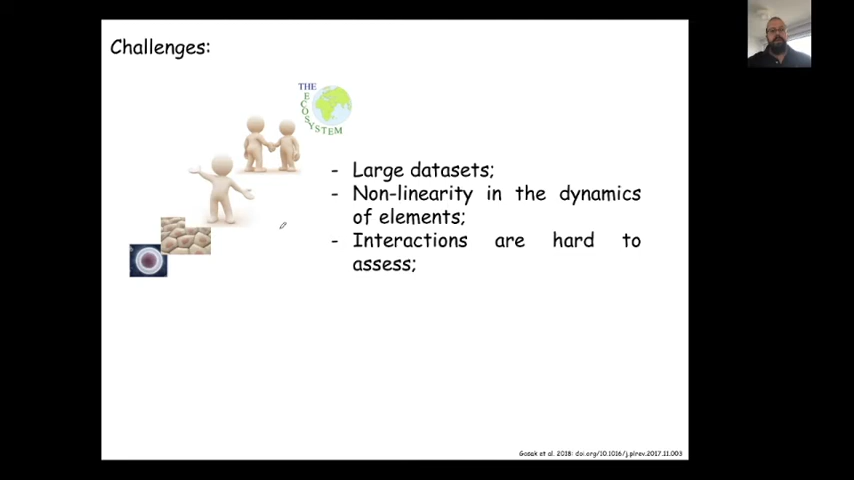 Challenges:
THE
ECOSYSTEM
- Large datasets;
- Non-linearity in the dynamics
of elements;
- Interactions are hard to
assess;
Gosak et al. 2018: doi.org/10.1016/j.plrev.2017.11.003